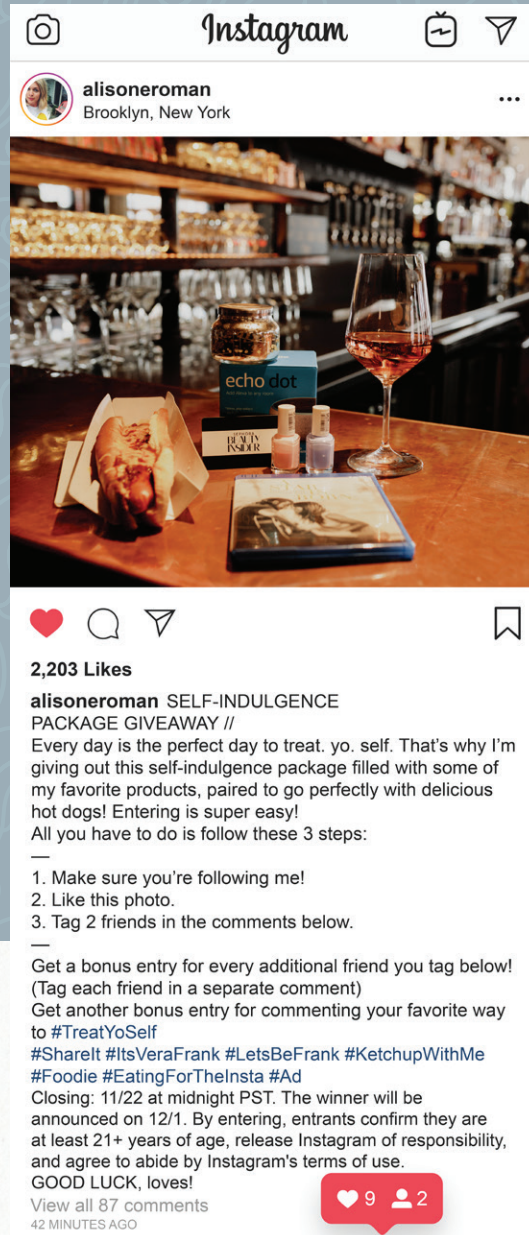 Instagram
alisoneroman
Brooklyn, New York
echo dot
BEAUTY
INSIDER
2,203 Likes
alisoneroman SELF-INDULGENCE
PACKAGE GIVEAWAY //
Every day is the perfect day to treat. yo. self. That's why I'm
giving out this self-indulgence package filled with some of
my favorite products, paired to go perfectly with delicious
hot dogs! Entering is super easy!
All you have to do is follow these 3 steps:
—
1. Make sure you're following me!
2. Like this photo.
3. Tag 2 friends in the comments below.
—
Get a bonus entry for every additional friend you tag below!
(Tag each friend in a separate comment)
Get another bonus entry for commenting your favorite way
to #TreatYoSelf
#ShareIt #ItsVeraFrank #LetsBeFrank #KetchupWithMe
#Foodie #EatingForTheInsta #Ad
Closing: 11/22 at midnight PST. The winner will be
announced on 12/1. By entering, entrants confirm they are
at least 21+ years of age, release Instagram of responsibility,
and agree to abide by Instagram's terms of use.
GOOD LUCK, loves!
View all 87 comments
42 MINUTES AGO
9 2